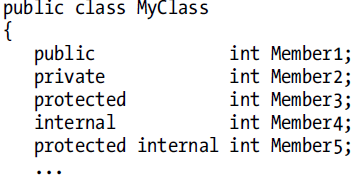 public class MyClass
{
   public             int Member1;
   private            int Member2;
   protected          int Member3;
   internal           int Member4;
   protected internal int Member5;
   ...